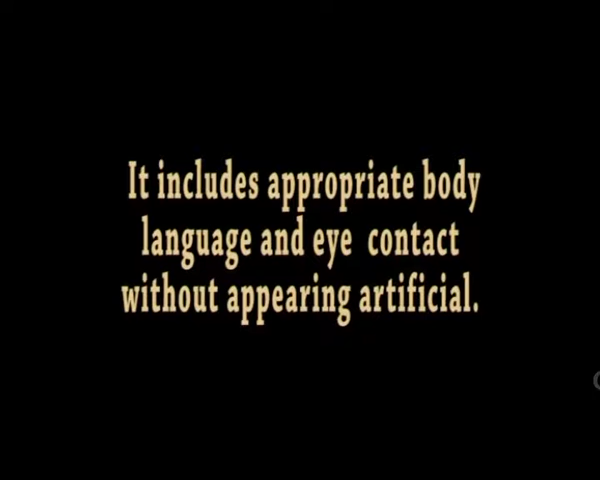 It includes appropriate body
language and eye  contact
without appearing artificial.